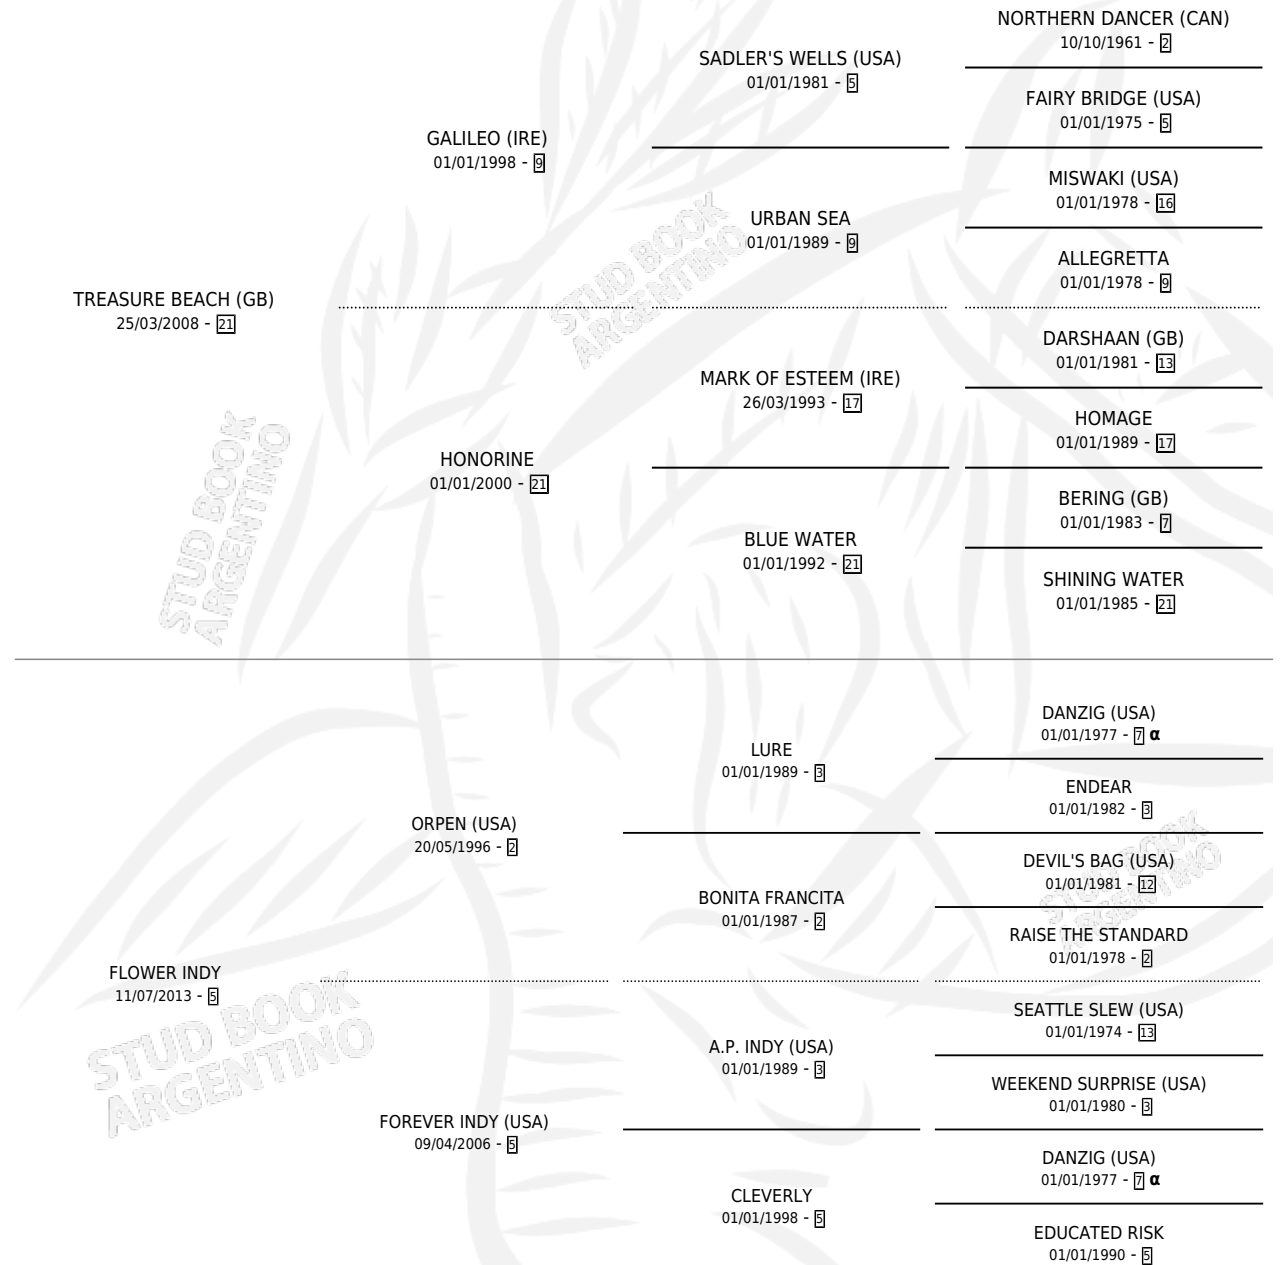 NORTHERN DANCER (CAN)
10/10/1961 - 2
SADLER'S WELLS (USA)
01/01/1981 - 5
FAIRY BRIDGE (USA)
01/01/1975 - 5
GALILEO (IRE)
01/01/1998 - 9
MISWAKI (USA)
01/01/1978 - 16
URBAN SEA
01/01/1989 - 9
ALLEGRETTA
01/01/1978 - 9
TREASURE BEACH (GB)
25/03/2008 - 21
DARSHAAN (GB)
01/01/1981 - 13
MARK OF ESTEEM (IRE)
26/03/1993 - 17
HOMAGE
01/01/1989 - 17
HONORINE
01/01/2000 - 21
BERING (GB)
01/01/1983 - 7
BLUE WATER
01/01/1992 - 21
SHINING WATER
01/01/1985 - 21
DANZIG (USA)
01/01/1977 - 7 α
LURE
01/01/1989 - 3
ENDEAR
01/01/1982 - 3
ORPEN (USA)
20/05/1996 - 2
DEVIL'S BAG (USA)
01/01/1981 - 12
BONITA FRANCITA
01/01/1987 - 2
RAISE THE STANDARD
01/01/1978 - 2
FLOWER INDY
11/07/2013 - 5
SEATTLE SLEW (USA)
01/01/1974 - 13
A.P. INDY (USA)
01/01/1989 - 3
WEEKEND SURPRISE (USA)
01/01/1980 - 3
FOREVER INDY (USA)
09/04/2006 - 5
DANZIG (USA)
01/01/1977 - 7 α
CLEVERLY
01/01/1998 - 5
EDUCATED RISK
01/01/1990 - 5
STUD BOOK
ARGENTINO
STUD BOOK
ARGENTINO
STUD BOOK
ARGENTINO
STUD BOOK
ARGENTINO